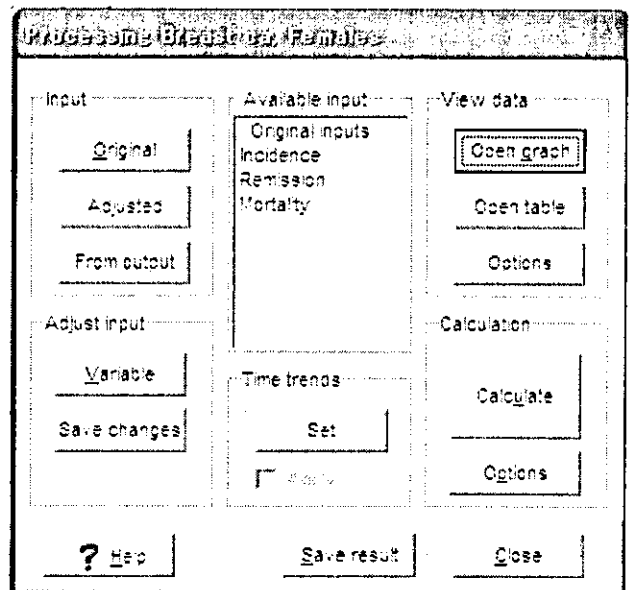 Processing Breast ca, Females
Input
Original
Adjusted
From output
Available input
Original inputs
Incidence
Remission
Mortality
View data
Open graph
Open table
Options
Adjust input
Variable
Save changes
Time trends
Set
Apply
Calculation
Calculate
Options
? Help
Save result
Close